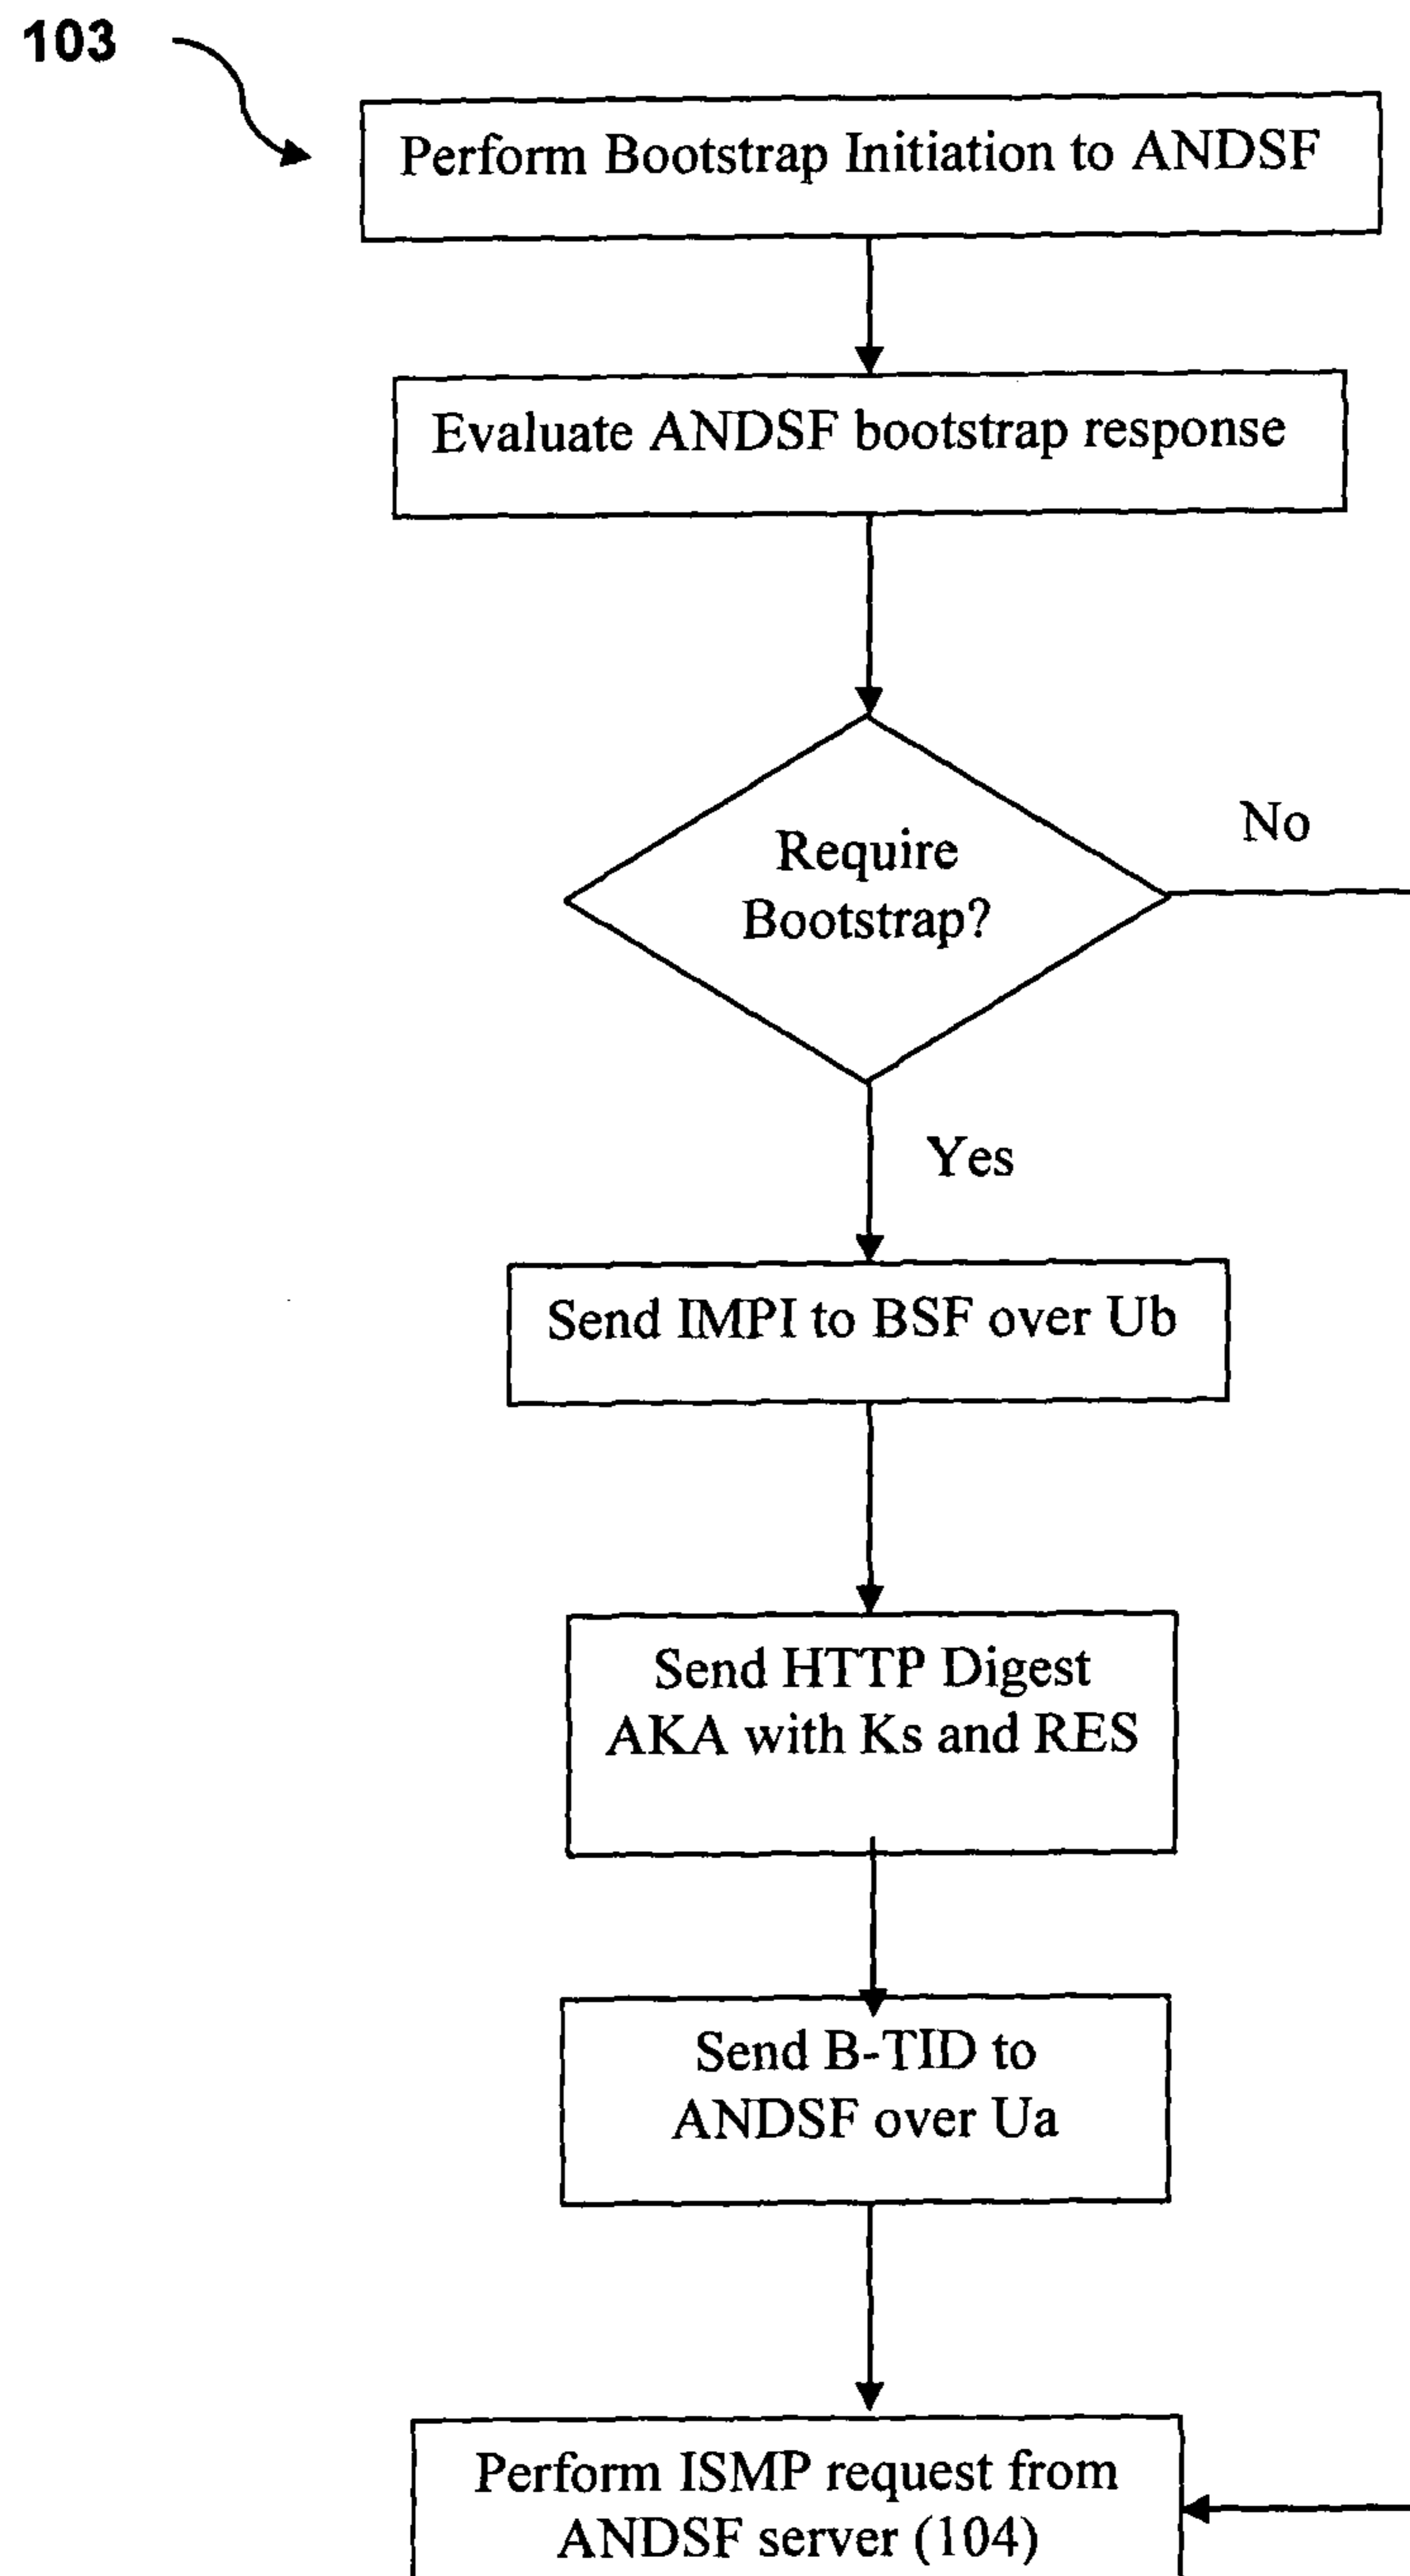 103
Perform Bootstrap Initiation to ANDSF
Evaluate ANDSF bootstrap response
Require
Bootstrap?
No
Yes
Send IMPI to BSF over Ub
Send HTTP Digest
AKA with Ks and RES
Send B-TID to
ANDSF over Ua
Perform ISMP request from
ANDSF server (104)